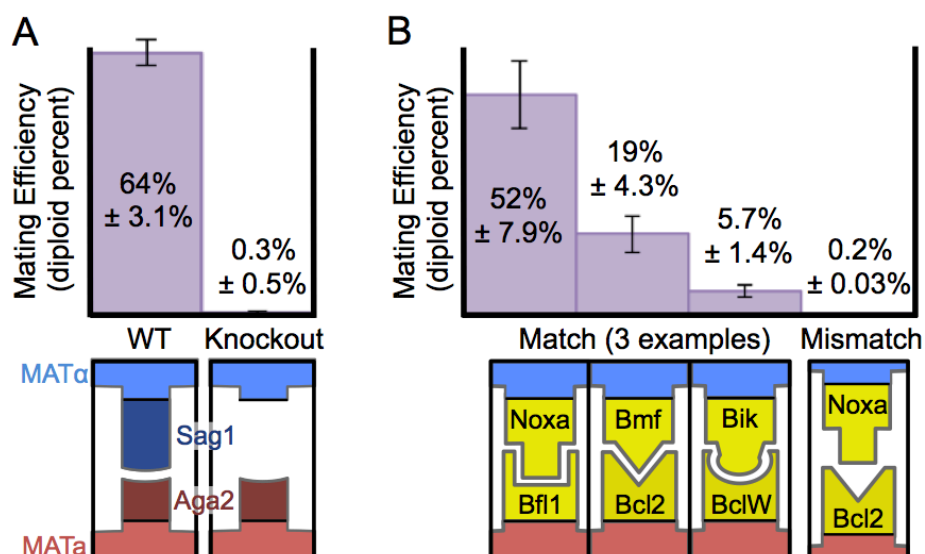 A
Mating Efficiency
(diploid percent)
64%
± 3.1%
0.3%
± 0.5%
WT
Knockout
MATα
Sag1
Aga2
MATa
B
Mating Efficiency
(diploid percent)
52%
± 7.9%
19%
± 4.3%
5.7%
± 1.4%
0.2%
± 0.03%
Match (3 examples)
Mismatch
Noxa
Bfl1
Bmf
Bcl2
Bik
BclW
Noxa
Bcl2